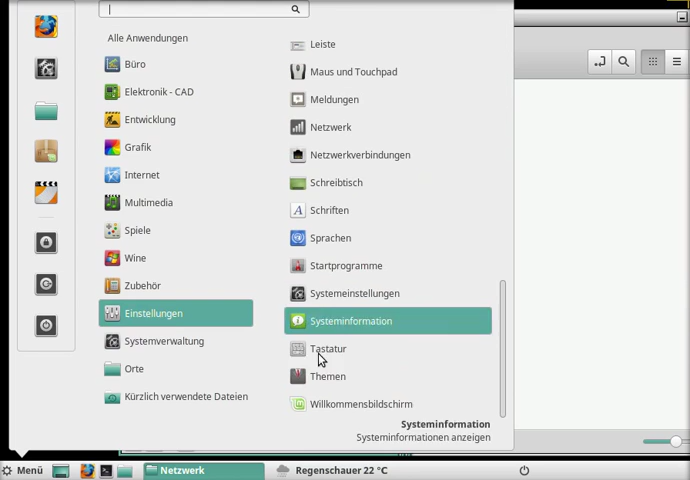 Alle Anwendungen
Büro
Elektronik - CAD
Entwicklung
Grafik
Internet
Multimedia
Spiele
Wine
Zubehör
Einstellungen
Systemverwaltung
Orte
Kürzlich verwendete Dateien
Leiste
Maus und Touchpad
Meldungen
Netzwerk
Netzwerkverbindungen
Schreibtisch
Schriften
Sprachen
Startprogramme
Systemeinstellungen
Systeminformation
Tastatur
Themen
Willkommensbildschirm
Systeminformation
Systeminformationen anzeigen
Menü
Netzwerk
Regenschauer 22 °C